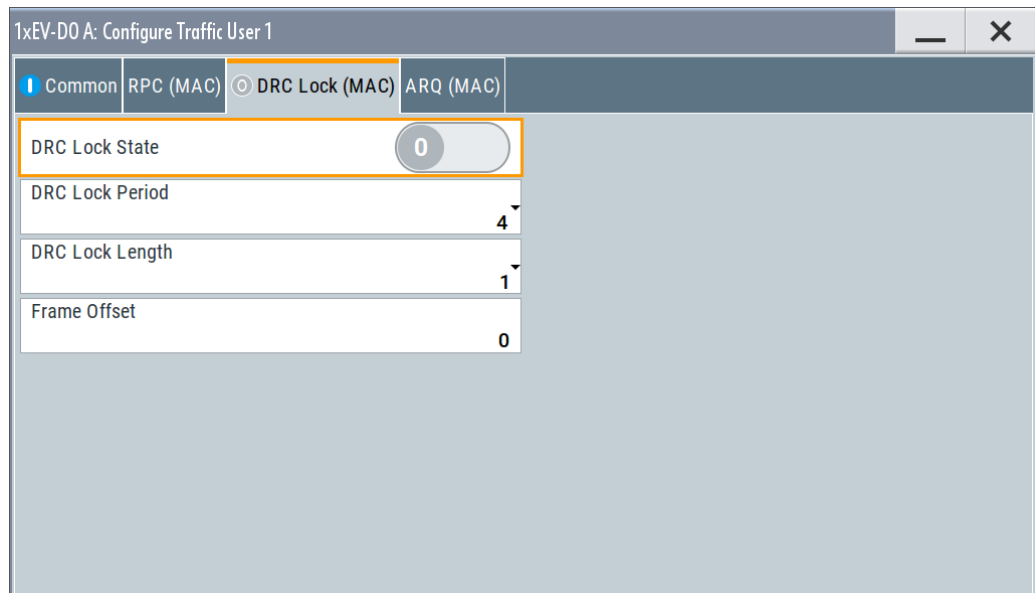 1xEV-DO A: Configure Traffic User 1
Common RPC (MAC) DRC Lock (MAC) ARQ (MAC)
DRC Lock State 0
DRC Lock Period
4
DRC Lock Length
1
Frame Offset
0